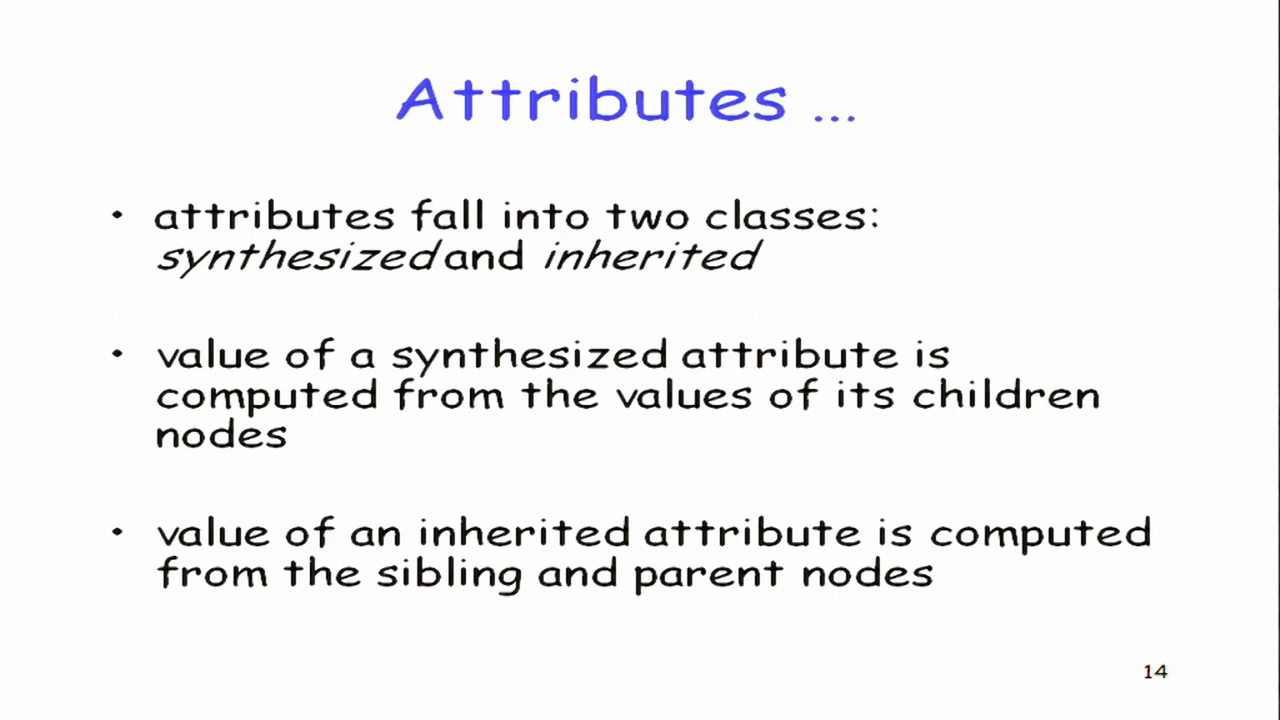 Attributes ...
• attributes fall into two classes:
synthesized and inherited
• value of a synthesized attribute is
computed from the values of its children
nodes
• value of an inherited attribute is computed
from the sibling and parent nodes
14